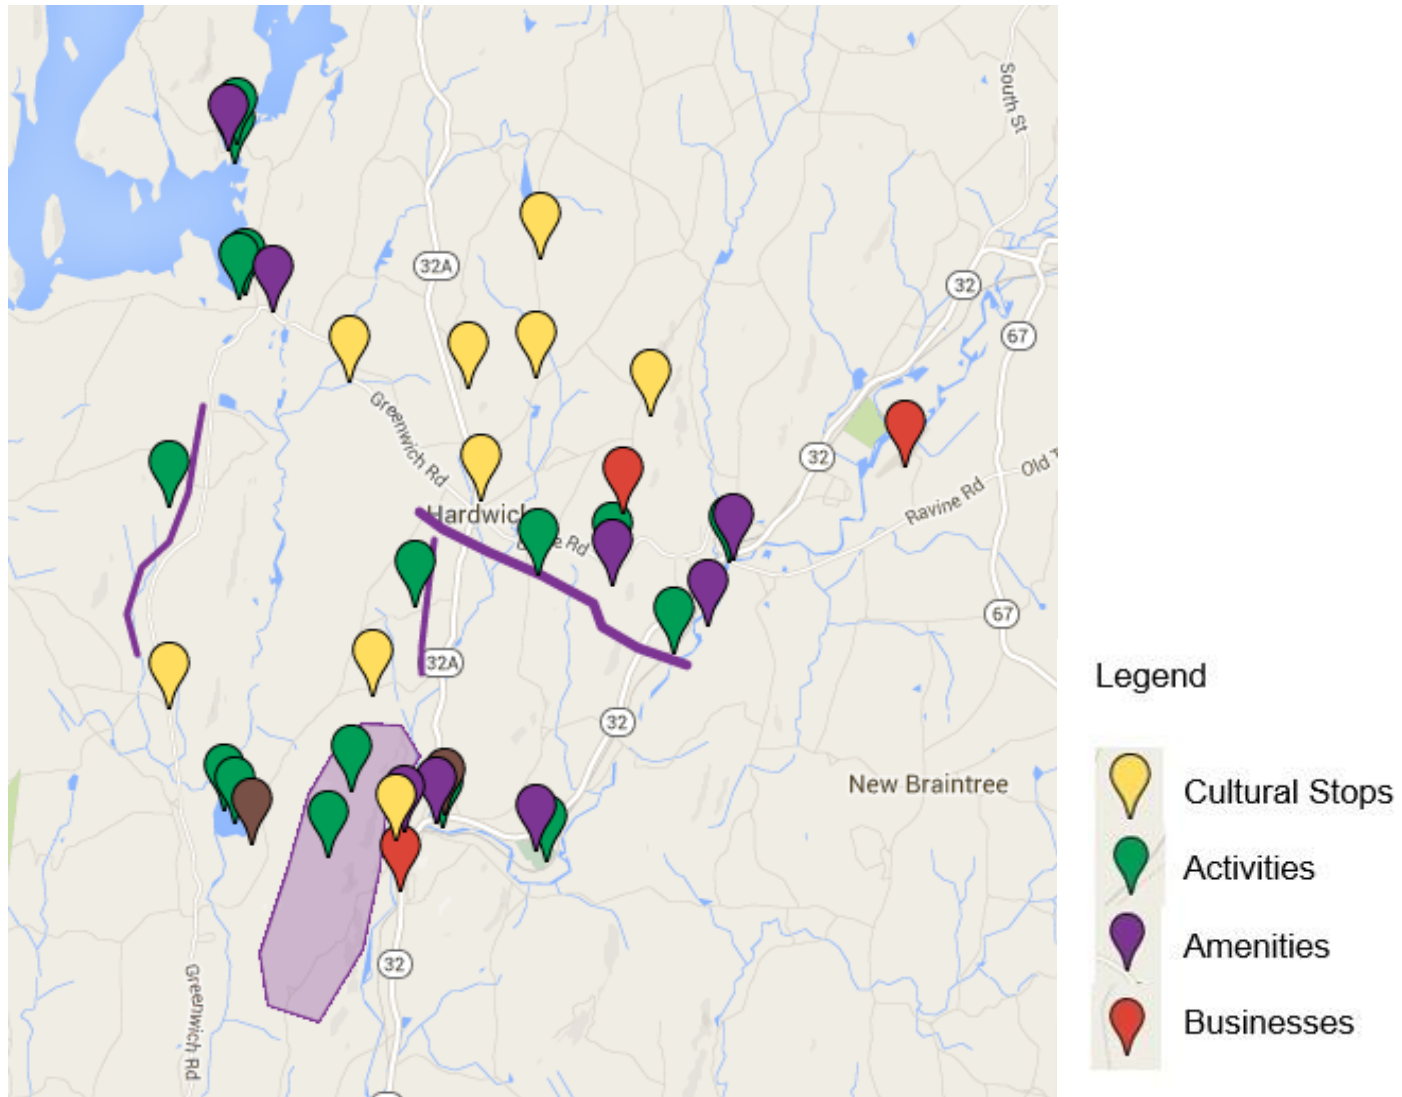 South St
32A
32
67
Greenwich Rd
Old
32
Ravine Rd
Hardwic
Rd
67
32A
32
New Braintree
32
Greenwich Rd
Legend
Cultural Stops
Activities
Amenities
Businesses